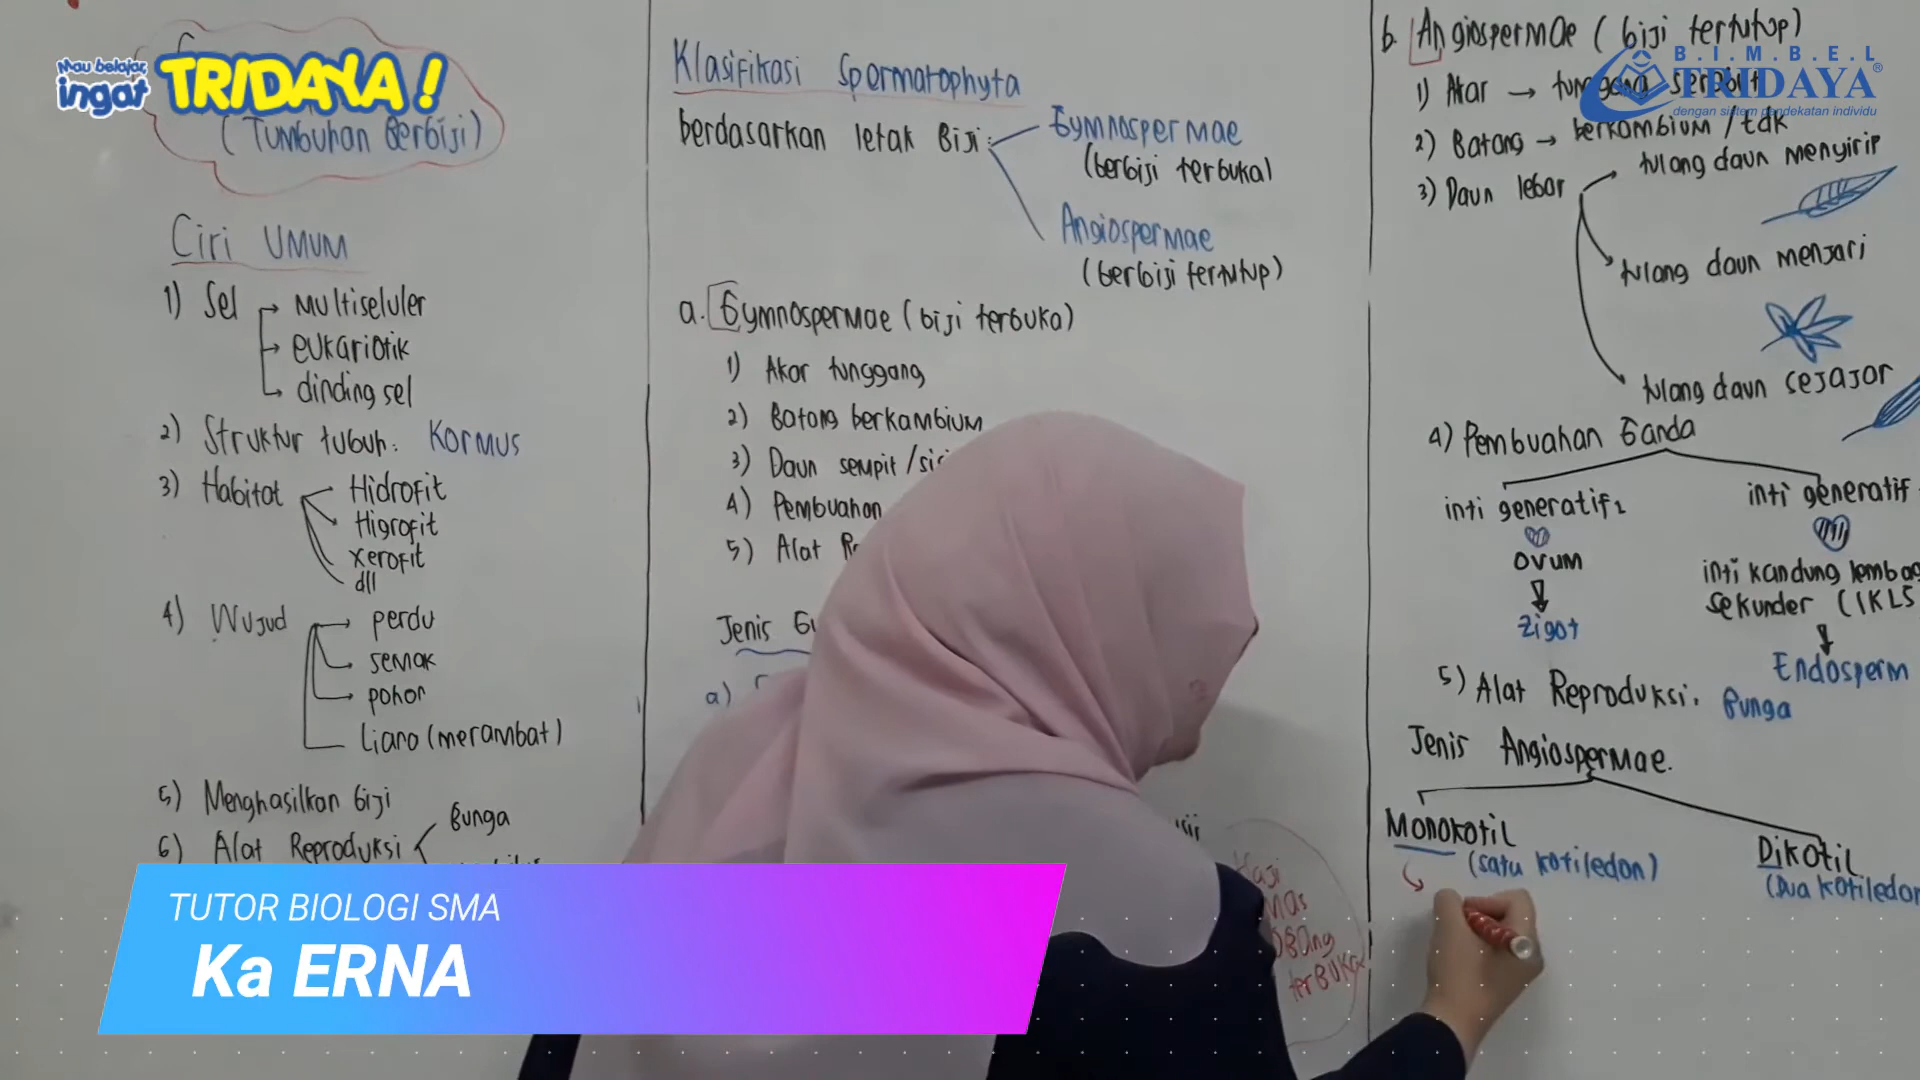 Mau belajar,
ingat TRIDAYA!
(Tumbuhan Berbiji)
Ciri Umum
1) Sel → Multiseluler
→ eukariotik
→ dinding sel
2) Struktur tubuh: Kormus
3) Habitat
Hidrofit
Higrofit
xerofit
dll
4) Wujud → perdu
semak
pohon
Liana (merambat)
5) Menghasilkan biji
6) Alat Reproduksi
Bunga
Klasifikasi Spermatophyta
berdasarkan letak Biji:
Gymnospermae
(berbiji terbuka)
Angiospermae
(berbiji tertutup)
a. Gymnospermae (biji terbuka)
1) Akar tunggang
2) Batang berkambium
3) Daun sempit /
4) Pembuahan
5) Alat
Jenis
a)
Haji
Mas
terBUKa
b. Angiospermae (biji tertutup)
1) Akar →
2) Batang → berkambium / tdk
3) Daun lebar
tulang daun menyirip
tulang daun menjari
tulang daun sejajar
4) Pembuahan Ganda
inti generatif 2
ovum
zigot
inti generatif
inti kandung
sekunder (IKLS
Endosperm
5) Alat Reproduksi: Bunga
Jenis Angiospermae.
Monokotil
(satu kotiledon)
Dikotil
(Dua kotiledon
B.I.M.B.E.L
TRIDAYA®
dengan sistem pendekatan individu
TUTOR BIOLOGI SMA
Ka ERNA